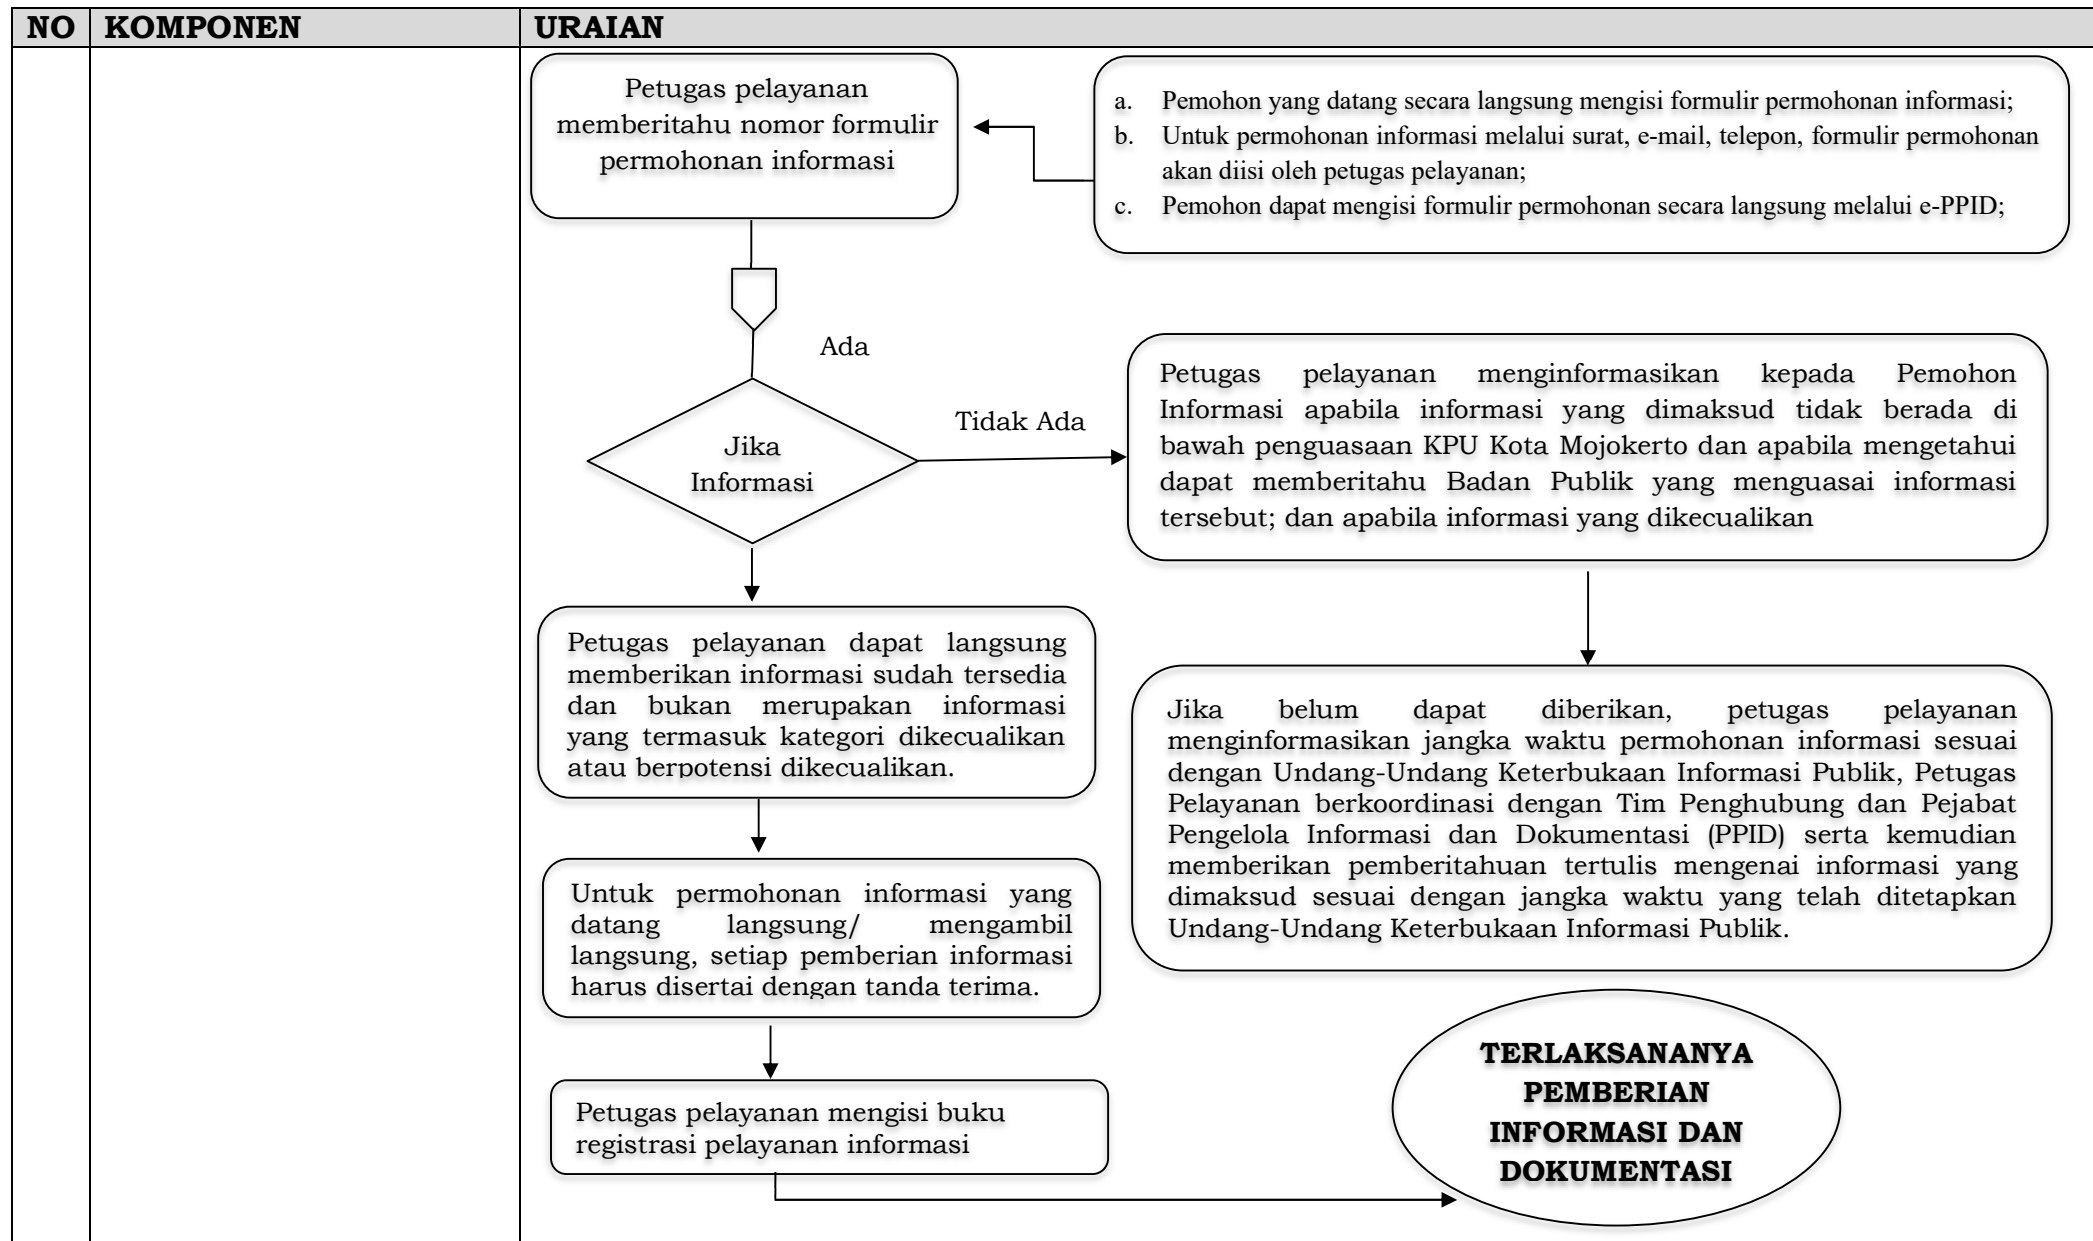 NO KOMPONEN URAIAN
Petugas pelayanan
memberitahu nomor formulir
permohonan informasi
a. Pemohon yang datang secara langsung mengisi formulir permohonan informasi;
b. Untuk permohonan informasi melalui surat, e-mail, telepon, formulir permohonan
akan diisi oleh petugas pelayanan;
c. Pemohon dapat mengisi formulir permohonan secara langsung melalui e-PPID;
Ada
Jika
Informasi
Tidak Ada
Petugas pelayanan menginformasikan kepada Pemohon
Informasi apabila informasi yang dimaksud tidak berada di
bawah penguasaan KPU Kota Mojokerto dan apabila mengetahui
dapat memberitahu Badan Publik yang menguasai informasi
tersebut; dan apabila informasi yang dikecualikan
Petugas pelayanan dapat langsung
memberikan informasi sudah tersedia
dan bukan merupakan informasi
yang termasuk kategori dikecualikan
atau berpotensi dikecualikan.
Jika belum dapat diberikan, petugas pelayanan
menginformasikan jangka waktu permohonan informasi sesuai
dengan Undang-Undang Keterbukaan Informasi Publik, Petugas
Pelayanan berkoordinasi dengan Tim Penghubung dan Pejabat
Pengelola Informasi dan Dokumentasi (PPID) serta kemudian
memberikan pemberitahuan tertulis mengenai informasi yang
dimaksud sesuai dengan jangka waktu yang telah ditetapkan
Undang-Undang Keterbukaan Informasi Publik.
Untuk permohonan informasi yang
datang langsung/ mengambil
langsung, setiap pemberian informasi
harus disertai dengan tanda terima.
Petugas pelayanan mengisi buku
registrasi pelayanan informasi
TERLAKSANANYA
PEMBERIAN
INFORMASI DAN
DOKUMENTASI